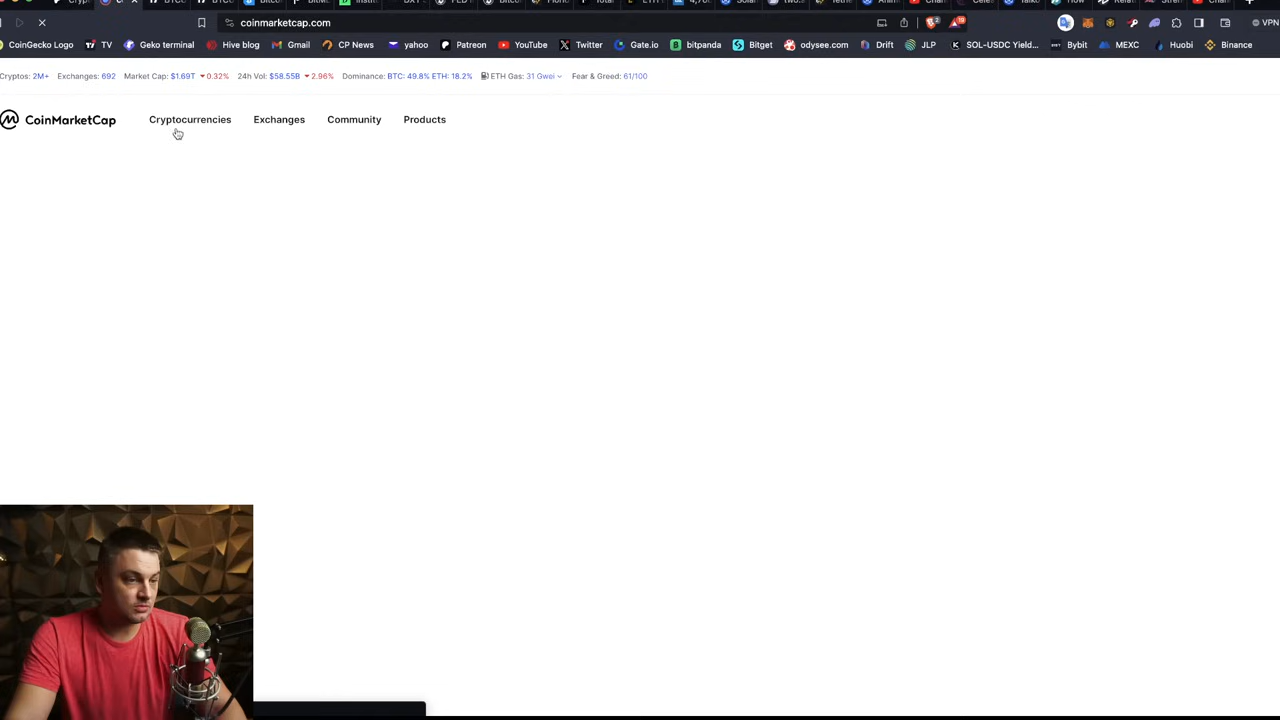 coinmarketcap.com
VPN
CoinGecko Logo TV Geko terminal Hive blog Gmail CP News yahoo Patreon YouTube Twitter Gate.io bitpanda Bitget odysee.com Drift JLP SOL-USDC Yield... Bybit MEXC Huobi Binance
Cryptos: 2M+ Exchanges: 692 Market Cap: $1.69T 0.32% 24h Vol: $58.55B 2.96% Dominance: BTC: 49.8% ETH: 18.2% ETH Gas: 31 Gwei Fear & Greed: 61/100
CoinMarketCap Cryptocurrencies Exchanges Community Products